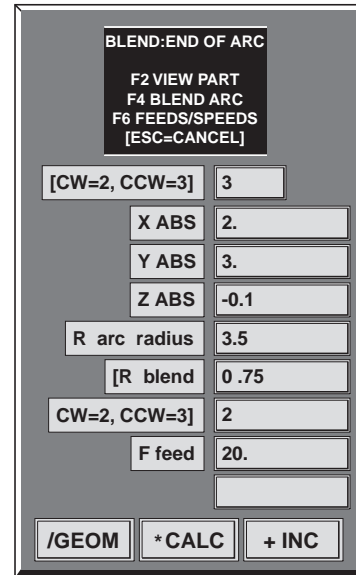 BLEND:END OF ARC
F2 VIEW PART
F4 BLEND ARC
F6 FEEDS/SPEEDS
[ESC=CANCEL]
[CW=2, CCW=3] 3
X ABS 2.
Y ABS 3.
Z ABS -0.1
R arc radius 3.5
[R blend 0 .75
CW=2, CCW=3] 2
F feed 20.
/GEOM *CALC + INC